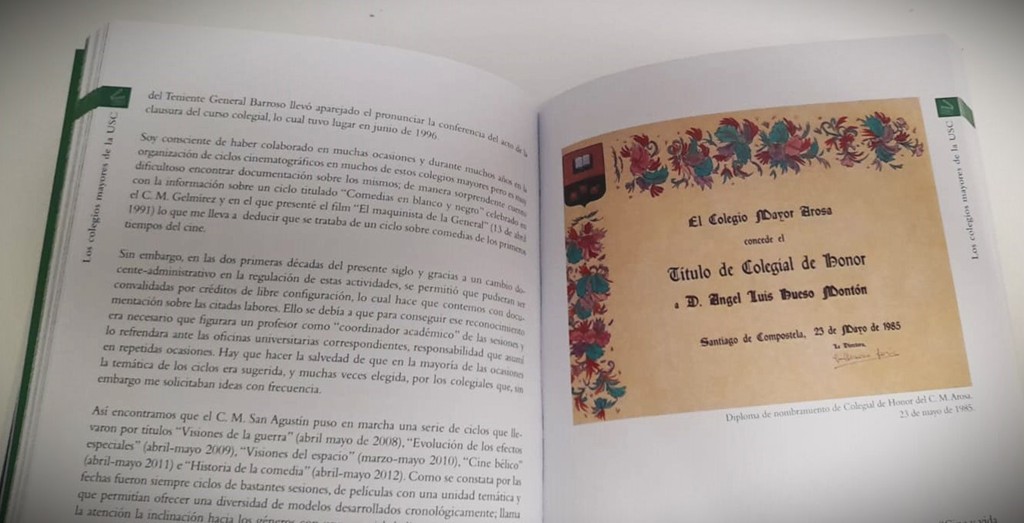 Los colegios mayores de la USC
del Teniente General Barroso llevó aparejado el pronunciar la conferencia del acto de la
clausura del curso colegial, lo cual tuvo lugar en junio de 1996.
Soy consciente de haber colaborado en muchas ocasiones y durante muchos años en la
organización de ciclos cinematográficos en muchos de estos colegios mayores pero es muy
dificultoso encontrar documentación sobre los mismos; de manera sorprendente cuento
con la información sobre un ciclo titulado “Comedias en blanco y negro” celebrado en
el C. M. Gelmírez y en el que presenté el film “El maquinista de la General” (13 de abril
1991) lo que me lleva a deducir que se trataba de un ciclo sobre comedias de los primeros
tiempos del cine.
Sin embargo, en las dos primeras décadas del presente siglo y gracias a un cambio do-
cente-administrativo en la regulación de estas actividades, se permitió que pudieran ser
convalidadas por créditos de libre configuración, lo cual hace que contemos con docu-
mentación sobre las citadas labores. Ello se debía a que para conseguir ese reconocimiento
era necesario que figurara un profesor como “coordinador académico” de las sesiones y
lo refrendara ante las oficinas universitarias correspondientes, responsabilidad que asumí
en repetidas ocasiones. Hay que hacer la salvedad de que en la mayoría de las ocasiones
la temática de los ciclos era sugerida, y muchas veces elegida, por los colegiales que, sin
embargo me solicitaban ideas con frecuencia.
Así encontramos que el C. M. San Agustín puso en marcha una serie de ciclos que lle-
varon por títulos “Visiones de la guerra” (abril mayo de 2008), “Evolución de los efectos
especiales” (abril-mayo 2009), “Visiones del espacio” (marzo-mayo 2010), “Cine bélico”
(abril-mayo 2011) e “Historia de la comedia” (abril-mayo 2012). Como se constata por las
fechas fueron siempre ciclos de bastantes sesiones, de películas con una unidad temática y
que permitían ofrecer una diversidad de modelos desarrollados cronológicamente; llama
la atención la inclinación hacia los géneros con
El Colegio Mayor Arosa
concede el
Título de Colegial de Honor
a D. Angel Luis Hueso Montón
Santiago de Compostela, 23 de Mayo de 1985
La Directora,
Diploma de nombramiento de Colegial de Honor del C. M. Arosa.
23 de mayo de 1985.
Los colegios mayores de la USC
vida